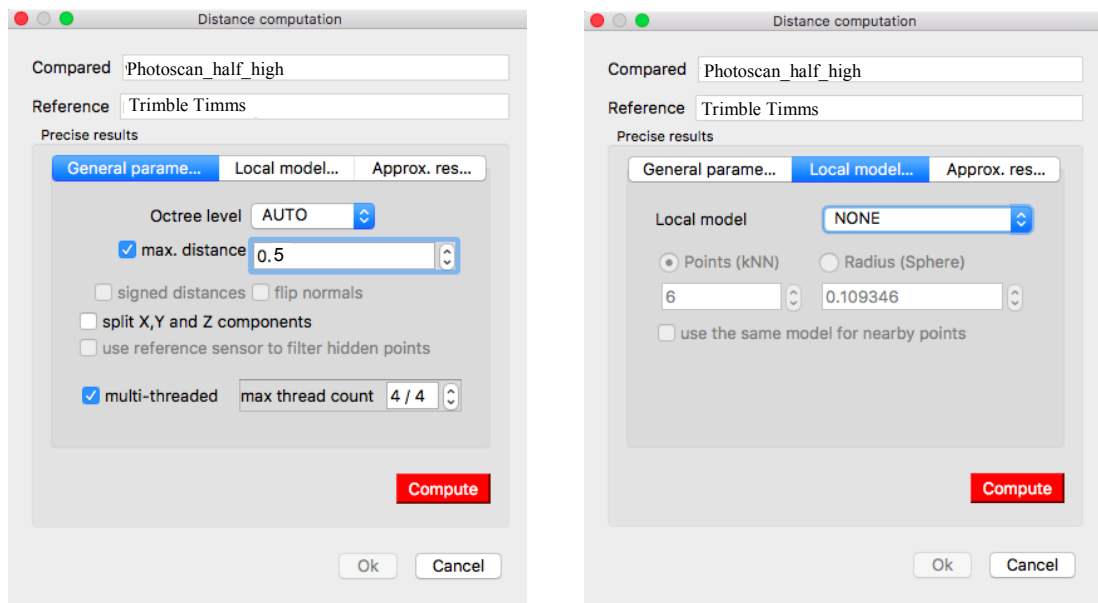 Distance computation
Compared Photoscan_half_high
Reference Trimble Timms
Precise results
General parame... Local model... Approx. res...
Octree level AUTO
max. distance 0.5
signed distances flip normals
split X,Y and Z components
use reference sensor to filter hidden points
multi-threaded max thread count 4 / 4
Compute
Ok Cancel
Distance computation
Compared Photoscan_half_high
Reference Trimble Timms
Precise results
General parame... Local model... Approx. res...
Local model NONE
Points (kNN) Radius (Sphere)
6 0.109346
use the same model for nearby points
Compute
Ok Cancel